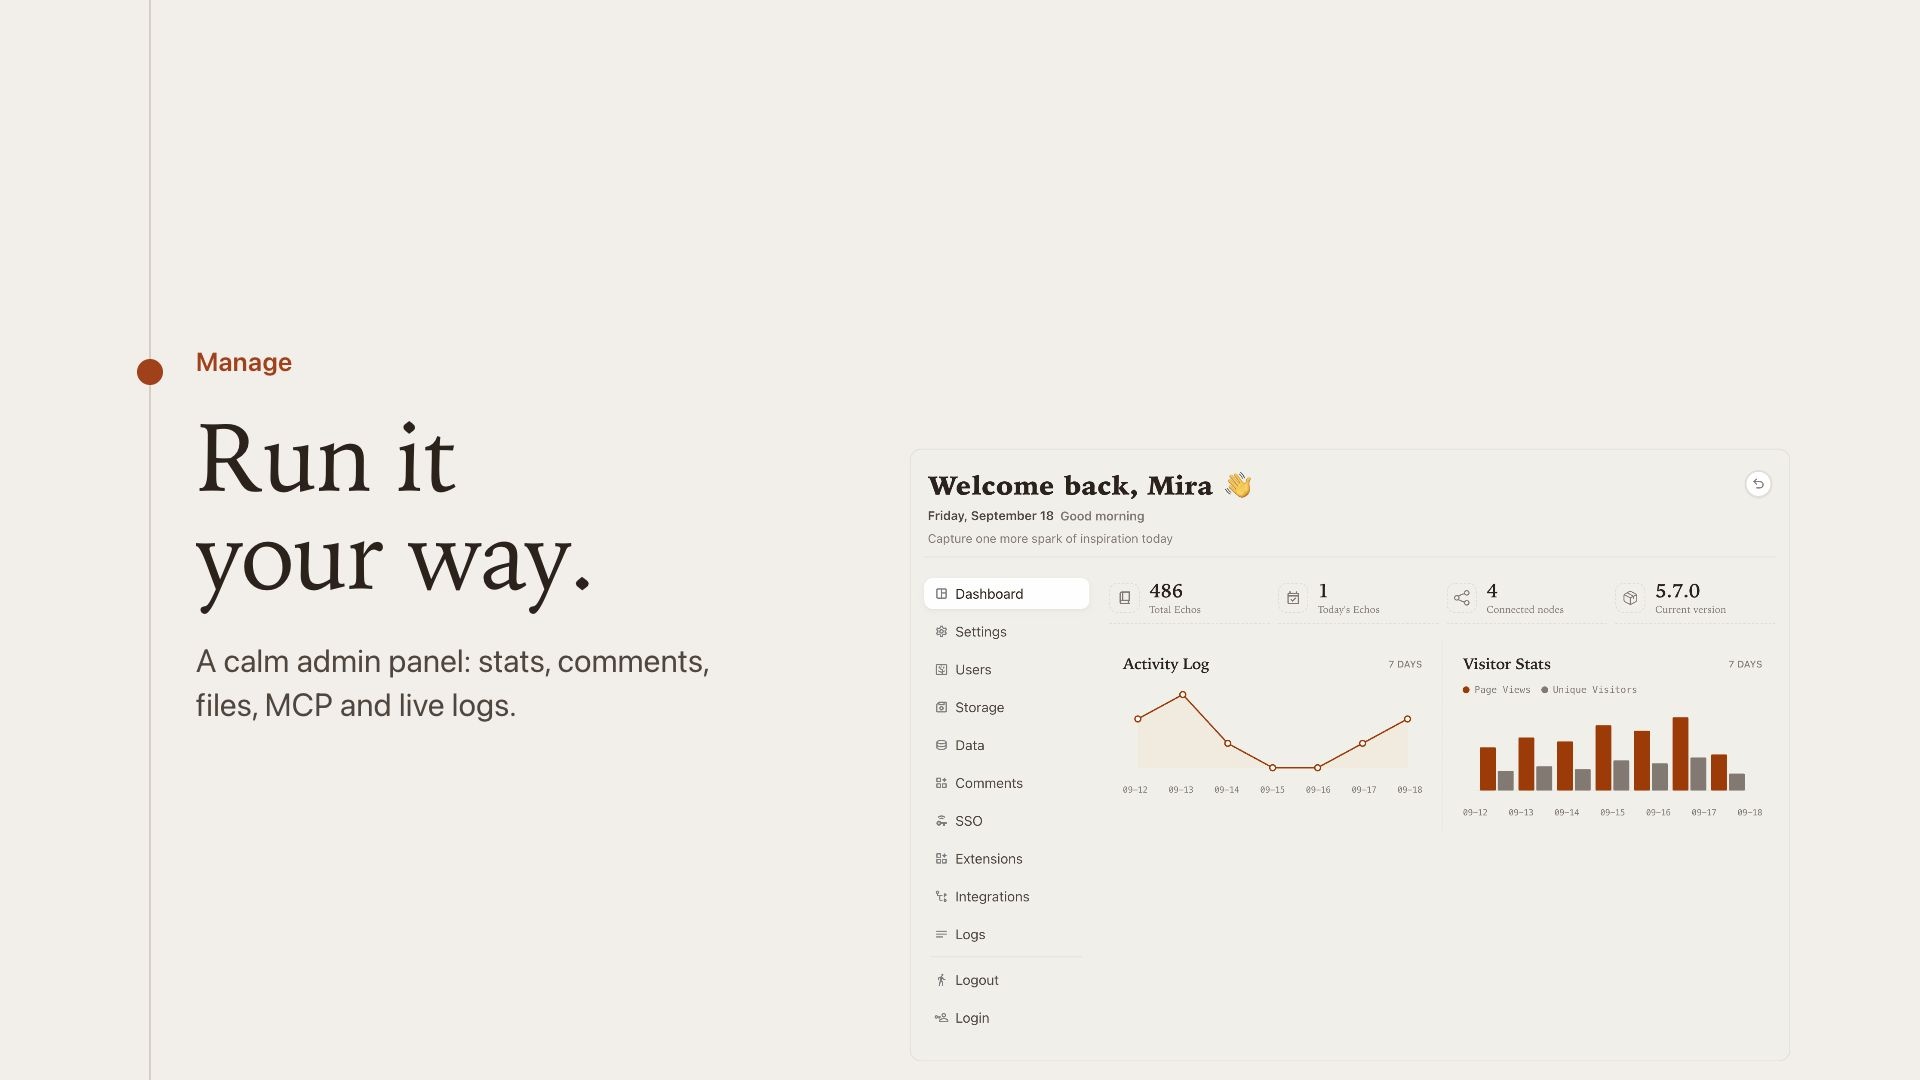 Manage
Run it
your way.
A calm admin panel: stats, comments,
files, MCP and live logs.
Welcome back, Mira 👋
Friday, September 18 Good morning
Capture one more spark of inspiration today
Dashboard
Settings
Users
Storage
Data
Comments
SSO
Extensions
Integrations
Logs
Logout
Login
486
Total Echos
1
Today's Echos
4
Connected nodes
5.7.0
Current version
Activity Log 7 DAYS
09-12 09-13 09-14 09-15 09-16 09-17 09-18
Visitor Stats 7 DAYS
Page Views Unique Visitors
09-12 09-13 09-14 09-15 09-16 09-17 09-18